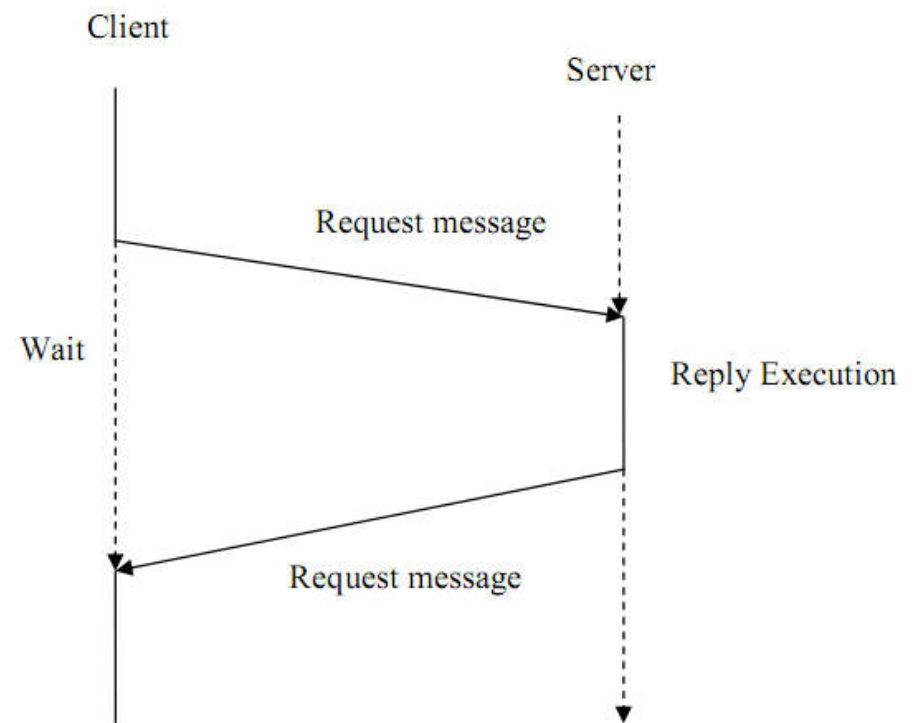 Client
Server
Request message
Wait
Reply Execution
Request message